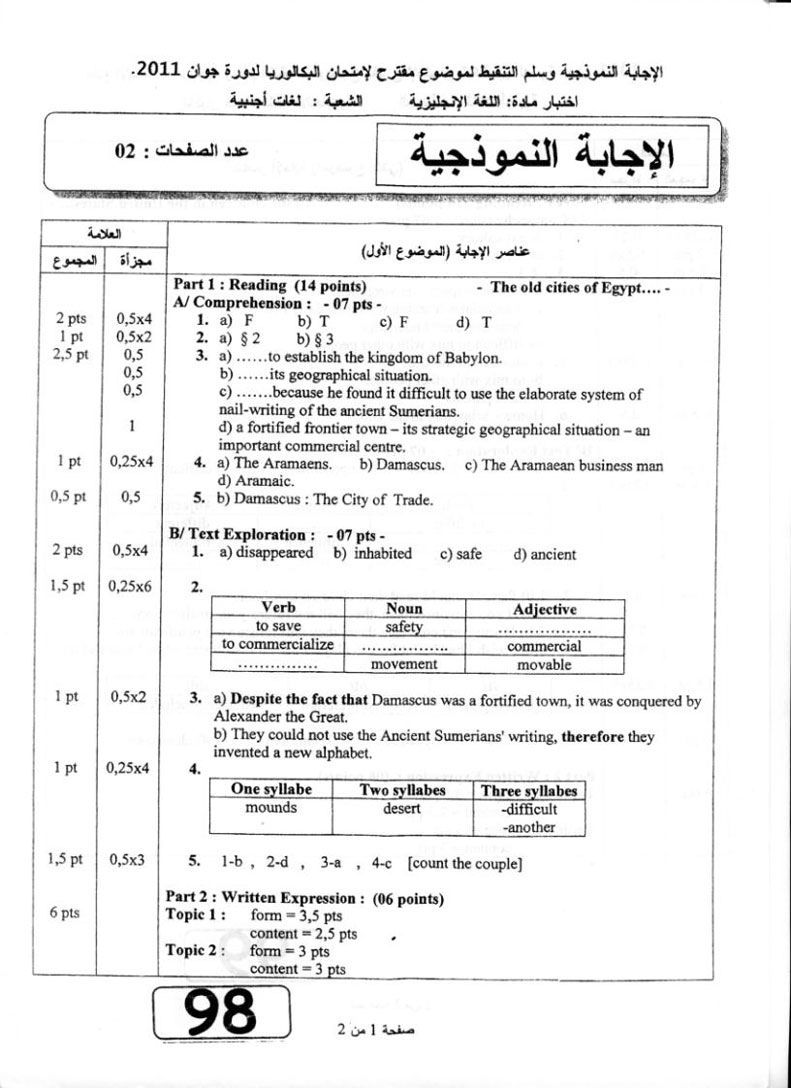 الإجابة النموذجية وسلم التنقيط لموضوع مقترح لإمتحان البكالوريا لدورة جوان 2011.
اختبار مادة: اللغة الإنجليزية الشعبة : لغات أجنبية
الإجابة النموذجية
عدد الصفحات : 02
العلامة
عناصر الإجابة (الموضوع الأول)
مجزأة
المجموع
Part 1 : Reading (14 points) - The old cities of Egypt.... -
A/ Comprehension : - 07 pts -
2 pts 0,5x4 1. a) F b) T c) F d) T
1 pt 0,5x2 2. a) § 2 b) § 3
2,5 pt 0,5 3. a) ……to establish the kingdom of Babylon.
0,5 b) ……its geographical situation.
0,5 c) …….because he found it difficult to use the elaborate system of
nail-writing of the ancient Sumerians.
1 d) a fortified frontier town – its strategic geographical situation – an
important commercial centre.
1 pt 0,25x4 4. a) The Aramaens. b) Damascus. c) The Aramaean business man
d) Aramaic.
0,5 pt 0,5 5. b) Damascus : The City of Trade.
B/ Text Exploration : - 07 pts -
2 pts 0,5x4 1. a) disappeared b) inhabited c) safe d) ancient
1,5 pt 0,25x6 2.
Verb Noun Adjective
to save safety ………………
to commercialize …………….. commercial
…………… movement movable
1 pt 0,5x2 3. a) Despite the fact that Damascus was a fortified town, it was conquered by
Alexander the Great.
b) They could not use the Ancient Sumerians' writing, therefore they
invented a new alphabet.
1 pt 0,25x4 4.
One syllabe Two syllabes Three syllabes
mounds desert -difficult
-another
1,5 pt 0,5x3 5. 1-b , 2-d , 3-a , 4-c [count the couple]
Part 2 : Written Expression : (06 points)
6 pts Topic 1 : form = 3,5 pts
content = 2,5 pts
Topic 2 : form = 3 pts
content = 3 pts
98
صفحة 1 من 2